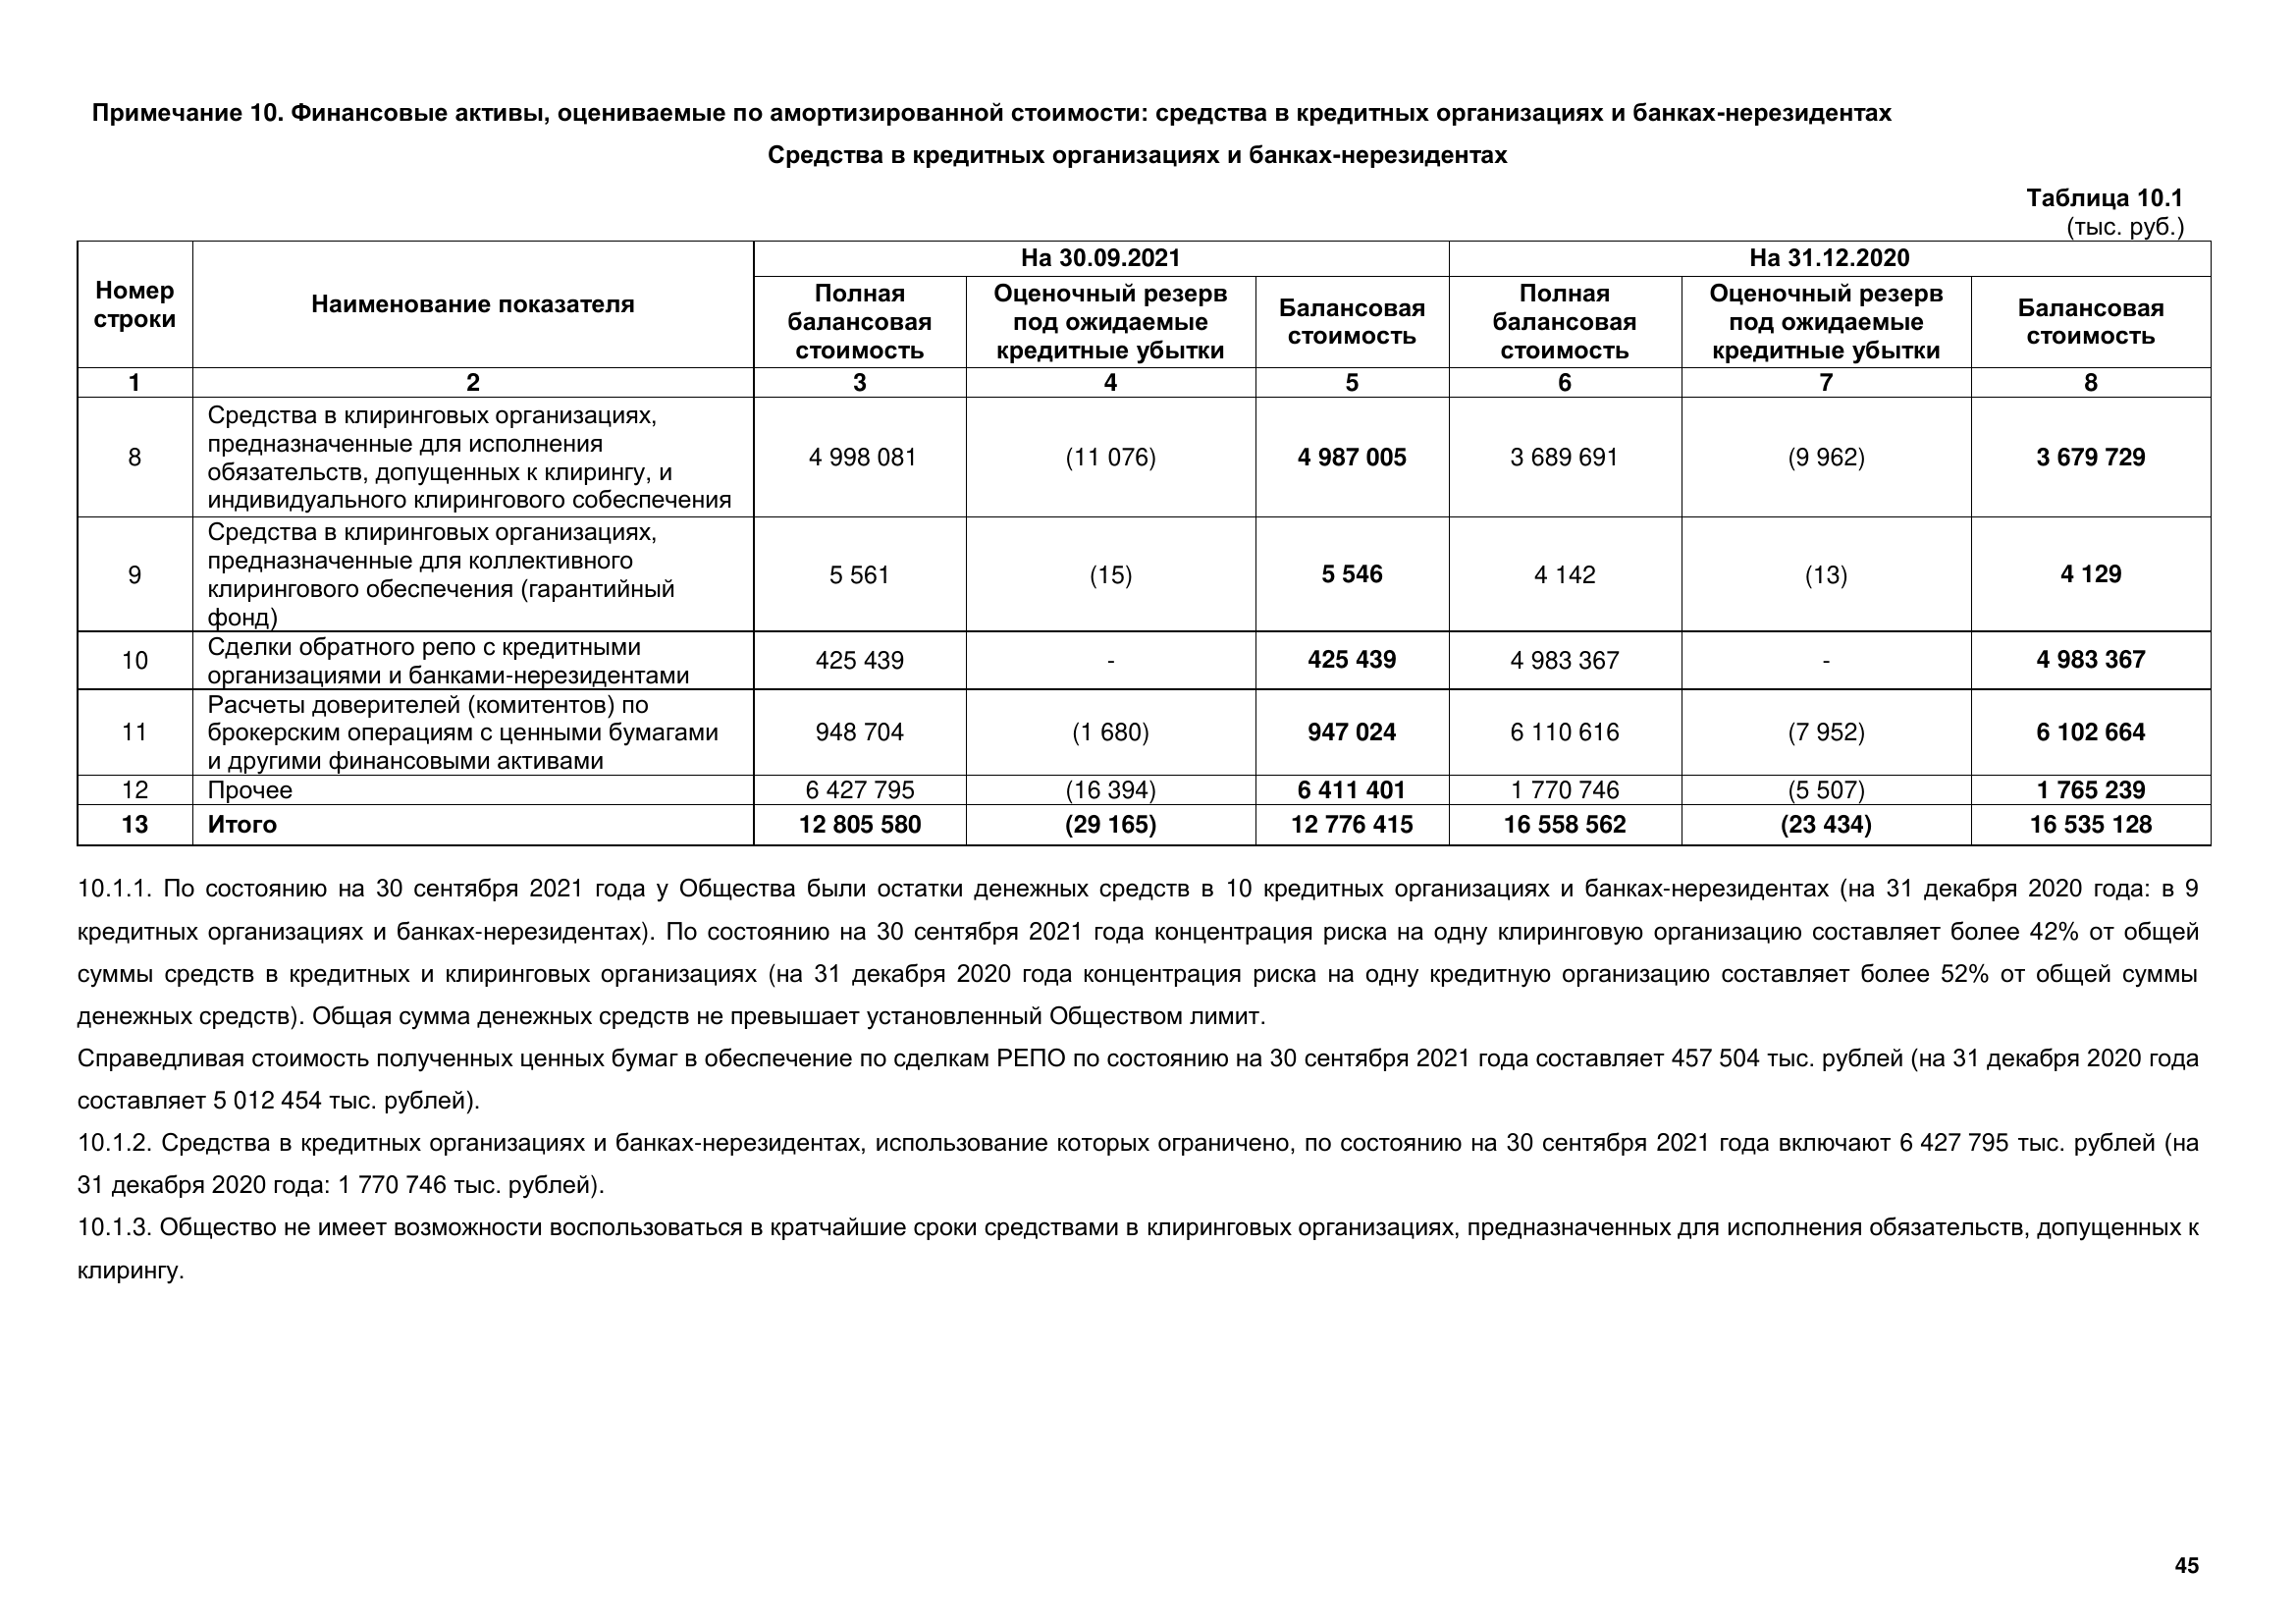 Примечание 10. Финансовые активы, оцениваемые по амортизированной стоимости: средства в кредитных организациях и банках-нерезидентах
Средства в кредитных организациях и банках-нерезидентах
Таблица 10.1
(тыс. руб.)
Номер строки
Наименование показателя
На 30.09.2021
На 31.12.2020
Полная балансовая стоимость
Оценочный резерв под ожидаемые кредитные убытки
Балансовая стоимость
Полная балансовая стоимость
Оценочный резерв под ожидаемые кредитные убытки
Балансовая стоимость
1 2 3 4 5 6 7 8
8 Средства в клиринговых организациях,
предназначенные для исполнения
обязательств, допущенных к клирингу, и
индивидуального клирингового собеспечения
4 998 081 (11 076) 4 987 005 3 689 691 (9 962) 3 679 729
9 Средства в клиринговых организациях,
предназначенные для коллективного
клирингового обеспечения (гарантийный
фонд)
5 561 (15) 5 546 4 142 (13) 4 129
10 Сделки обратного репо с кредитными
организациями и банками-нерезидентами
425 439 - 425 439 4 983 367 - 4 983 367
11 Расчеты доверителей (комитентов) по
брокерским операциям с ценными бумагами
и другими финансовыми активами
948 704 (1 680) 947 024 6 110 616 (7 952) 6 102 664
12 Прочее 6 427 795 (16 394) 6 411 401 1 770 746 (5 507) 1 765 239
13 Итого 12 805 580 (29 165) 12 776 415 16 558 562 (23 434) 16 535 128
10.1.1. По состоянию на 30 сентября 2021 года у Общества были остатки денежных средств в 10 кредитных организациях и банках-нерезидентах (на 31 декабря 2020 года: в 9
кредитных организациях и банках-нерезидентах). По состоянию на 30 сентября 2021 года концентрация риска на одну клиринговую организацию составляет более 42% от общей
суммы средств в кредитных и клиринговых организациях (на 31 декабря 2020 года концентрация риска на одну кредитную организацию составляет более 52% от общей суммы
денежных средств). Общая сумма денежных средств не превышает установленный Обществом лимит.
Справедливая стоимость полученных ценных бумаг в обеспечение по сделкам РЕПО по состоянию на 30 сентября 2021 года составляет 457 504 тыс. рублей (на 31 декабря 2020 года
составляет 5 012 454 тыс. рублей).
10.1.2. Средства в кредитных организациях и банках-нерезидентах, использование которых ограничено, по состоянию на 30 сентября 2021 года включают 6 427 795 тыс. рублей (на
31 декабря 2020 года: 1 770 746 тыс. рублей).
10.1.3. Общество не имеет возможности воспользоваться в кратчайшие сроки средствами в клиринговых организациях, предназначенных для исполнения обязательств, допущенных к
клирингу.
45